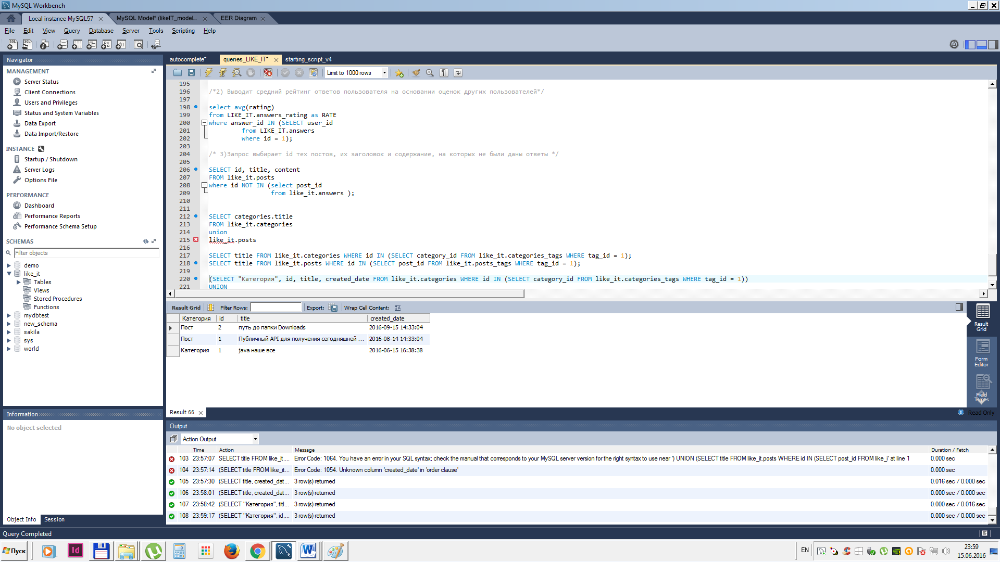 MySQL Workbench
Local instance MySQL57
MySQL Model* (likeIT_model...
EER Diagram
File Edit View Query Database Server Tools Scripting Help
Navigator
MANAGEMENT
Server Status
Client Connections
Users and Privileges
Status and System Variables
Data Export
Data Import/Restore
INSTANCE
Startup / Shutdown
Server Logs
Options File
PERFORMANCE
Dashboard
Performance Reports
Performance Schema Setup
SCHEMAS
Filter objects
demo
like_it
Tables
Views
Stored Procedures
Functions
mydbtest
new_schema
sakila
sys
world
Information
No object selected
Object Info Session
autocomplete* queries_LIKE_IT* starting_script_v4
Limit to 1000 rows
195
196 /*2) Выводит средний рейтинг ответов пользователя на основании оценок других пользователей*/
197
198 select avg(rating)
199 from LIKE_IT.answers_rating as RATE
200 where answer_id IN (SELECT user_id
201 from LIKE_IT.answers
202 where id = 1);
203
204 /* 3)Запрос выбирает id тех постов, их заголовок и содержание, на которых не были даны ответы */
205
206 SELECT id, title, content
207 FROM like_it.posts
208 where id NOT IN (select post_id
209 from like_it.answers );
210
211
212 SELECT categories.title
213 FROM like_it.categories
214 union
215 like_it.posts
216
217 SELECT title FROM like_it.categories WHERE id IN (SELECT category_id FROM like_it.categories_tags WHERE tag_id = 1);
218 SELECT title FROM like_it.posts WHERE id IN (SELECT post_id FROM like_it.posts_tags WHERE tag_id = 1);
219
220 (SELECT "Категория", id, title, created_date FROM like_it.categories WHERE id IN (SELECT category_id FROM like_it.categories_tags WHERE tag_id = 1))
221 UNION
Result Grid Filter Rows: Export: Wrap Cell Content:
Категория id title created_date
Пост 2 путь до папки Downloads 2016-09-15 14:33:04
Пост 1 Публичный API для получения сегодняшней ... 2016-08-14 14:33:04
Категория 1 java наше все 2016-06-15 16:38:38
Result Grid
Form Editor
Field Types
Result 66
Read Only
Output
Action Output
Time Action Message Duration / Fetch
103 23:57:07 SELECT title FROM like_it.... Error Code: 1064. You have an error in your SQL syntax; check the manual that corresponds to your MySQL server version for the right syntax to use near ') UNION (SELECT title FROM like_it.posts WHERE id IN (SELECT post_id FROM like_i' at line 1 0.000 sec
104 23:57:14 (SELECT title FROM like_it... Error Code: 1054. Unknown column 'created_date' in 'order clause' 0.000 sec
105 23:57:30 (SELECT title, created_dat... 3 row(s) returned 0.016 sec / 0.000 sec
106 23:58:01 (SELECT title, created_dat... 3 row(s) returned 0.000 sec / 0.000 sec
107 23:58:42 (SELECT "Категория", titl... 3 row(s) returned 0.000 sec / 0.016 sec
108 23:59:17 (SELECT "Категория", id,... 3 row(s) returned 0.000 sec / 0.000 sec
Query Completed
Пуск
Id
EN
23:59
15.06.2016